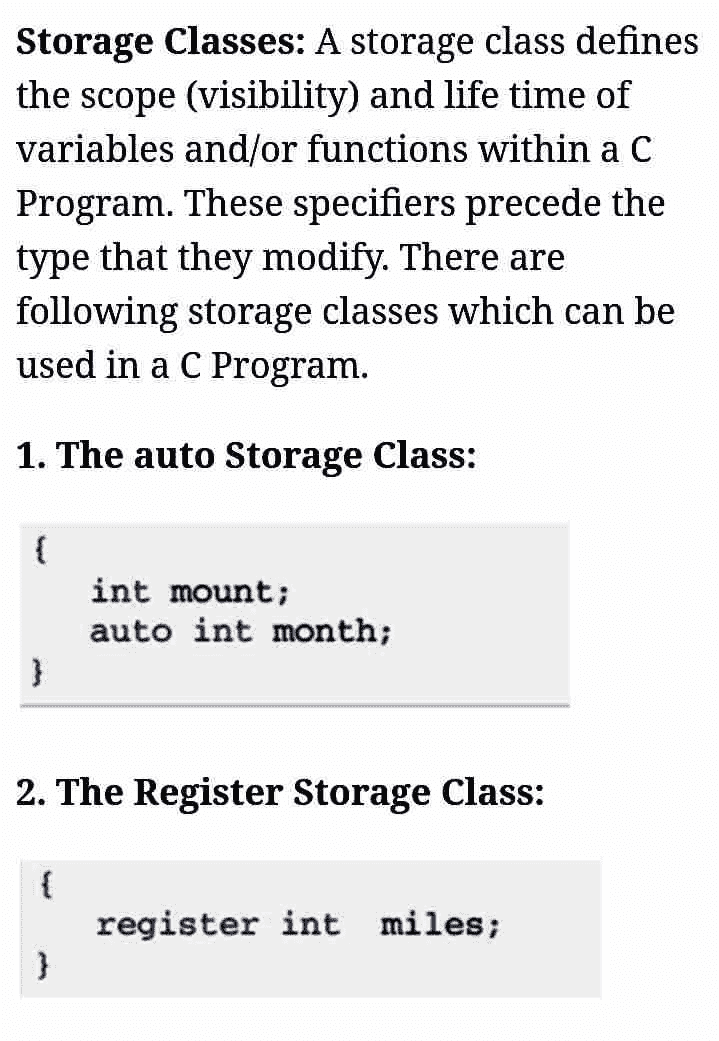 Storage Classes: A storage class defines
the scope (visibility) and life time of
variables and/or functions within a C
Program. These specifiers precede the
type that they modify. There are
following storage classes which can be
used in a C Program.
1. The auto Storage Class:
{
int mount;
auto int month;
}
2. The Register Storage Class:
{
register int  miles;
}